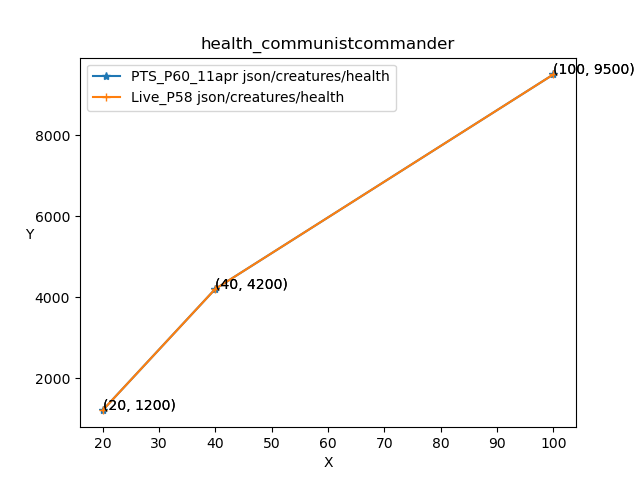 health_communistcommander
PTS_P60_11apr json/creatures/health
Live_P58 json/creatures/health
(100, 9500)
8000
6000
Y
(40, 4200)
4000
2000
(20, 1200)
20 30 40 50 60 70 80 90 100
X